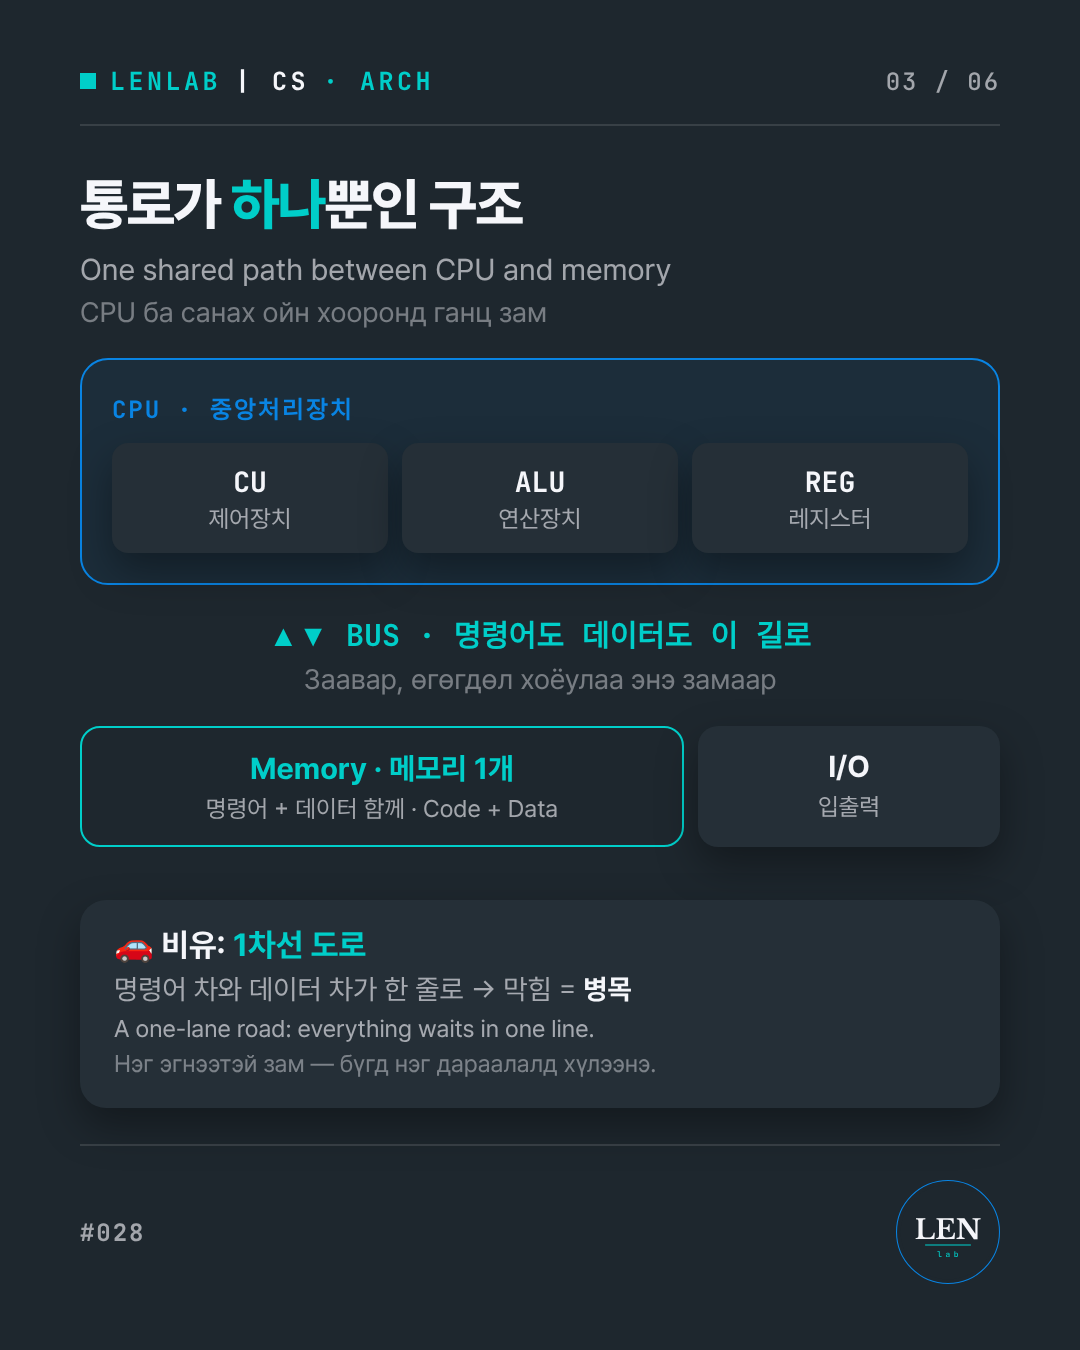 LENLAB | CS · ARCH
03 / 06
통로가 하나뿐인 구조
One shared path between CPU and memory
CPU ба санах ойн хооронд ганц зам
CPU · 중앙처리장치
CU
제어장치
ALU
연산장치
REG
레지스터
▲▼ BUS · 명령어도 데이터도 이 길로
Заавар, өгөгдөл хоёулаа энэ замаар
Memory · 메모리 1개
명령어 + 데이터 함께 · Code + Data
I/O
입출력
🚗 비유: 1차선 도로
명령어 차와 데이터 차가 한 줄로 → 막힘 = 병목
A one-lane road: everything waits in one line.
Нэг эгнээтэй зам — бүгд нэг дараалалд хүлээнэ.
#028
LEN
lab